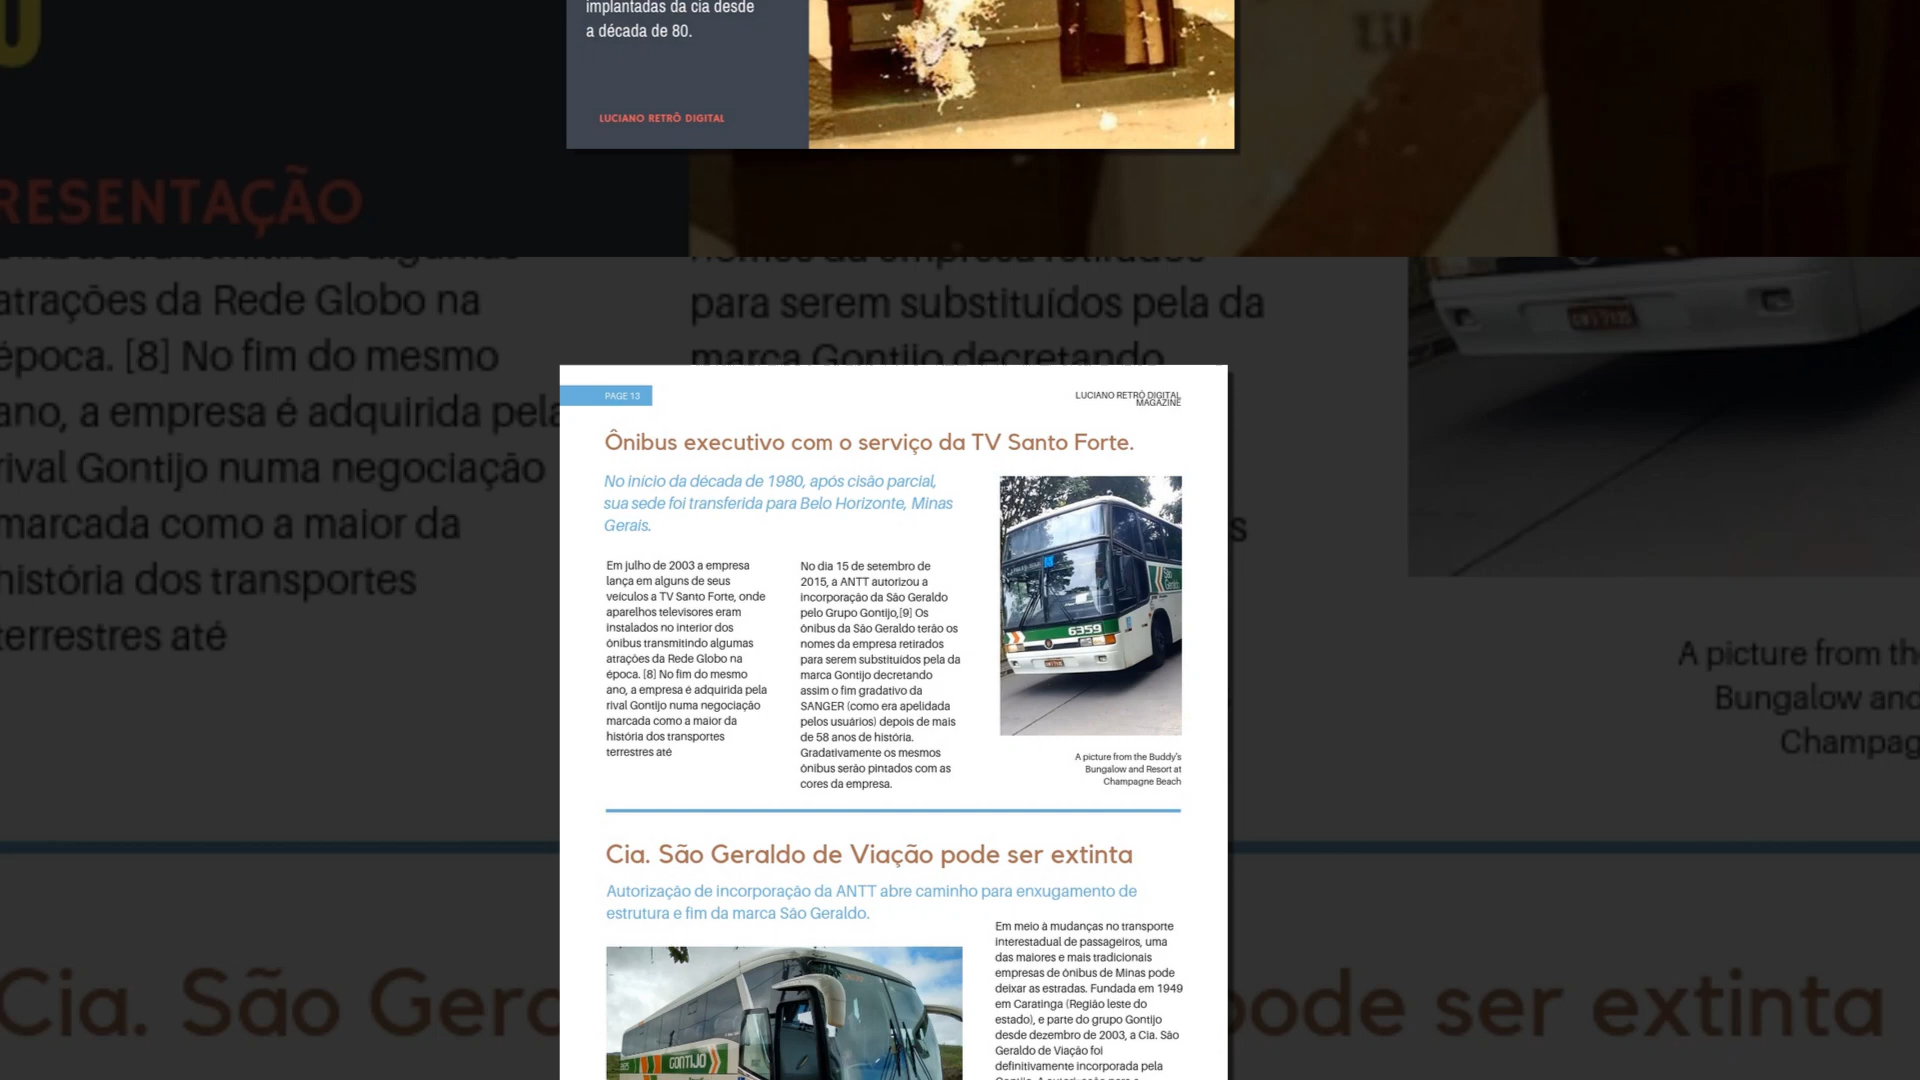 implantadas da cia desde
a década de 80.
LUCIANO RETRÔ DIGITAL
RESENTAÇÃO
atrações da Rede Globo na
época. [8] No fim do mesmo
ano, a empresa é adquirida pela
rival Gontijo numa negociação
marcada como a maior da
história dos transportes
terrestres até
para serem substituídos pela da
marca Gontijo decretando
A picture from the
Bungalow and
Champag
PAGE 13
LUCIANO RETRÔ DIGITAL
MAGAZINE
Ônibus executivo com o serviço da TV Santo Forte.
No início da década de 1980, após cisão parcial,
sua sede foi transferida para Belo Horizonte, Minas
Gerais.
Em julho de 2003 a empresa
lança em alguns de seus
veículos a TV Santo Forte, onde
aparelhos televisores eram
instalados no interior dos
ônibus transmitindo algumas
atrações da Rede Globo na
época. [8] No fim do mesmo
ano, a empresa é adquirida pela
rival Gontijo numa negociação
marcada como a maior da
história dos transportes
terrestres até
No dia 15 de setembro de
2015, a ANTT autorizou a
incorporação da São Geraldo
pelo Grupo Gontijo,[9] Os
ônibus da São Geraldo terão os
nomes da empresa retirados
para serem substituídos pela da
marca Gontijo decretando
assim o fim gradativo da
SANGER (como era apelidada
pelos usuários) depois de mais
de 58 anos de história.
Gradativamente os mesmos
ônibus serão pintados com as
cores da empresa.
São
Geraldo
6359
A picture from the Buddy's
Bungalow and Resort at
Champagne Beach
Cia. São Geraldo de Viação pode ser extinta
Autorização de incorporação da ANTT abre caminho para enxugamento de
estrutura e fim da marca São Geraldo.
GONTIJO
Em meio à mudanças no transporte
interestadual de passageiros, uma
das maiores e mais tradicionais
empresas de ônibus de Minas pode
deixar as estradas. Fundada em 1949
em Caratinga (Região leste do
estado), e parte do grupo Gontijo
desde dezembro de 2003, a Cia. São
Geraldo de Viação foi
definitivamente incorporada pela
Cia. São Gera
pode ser extinta